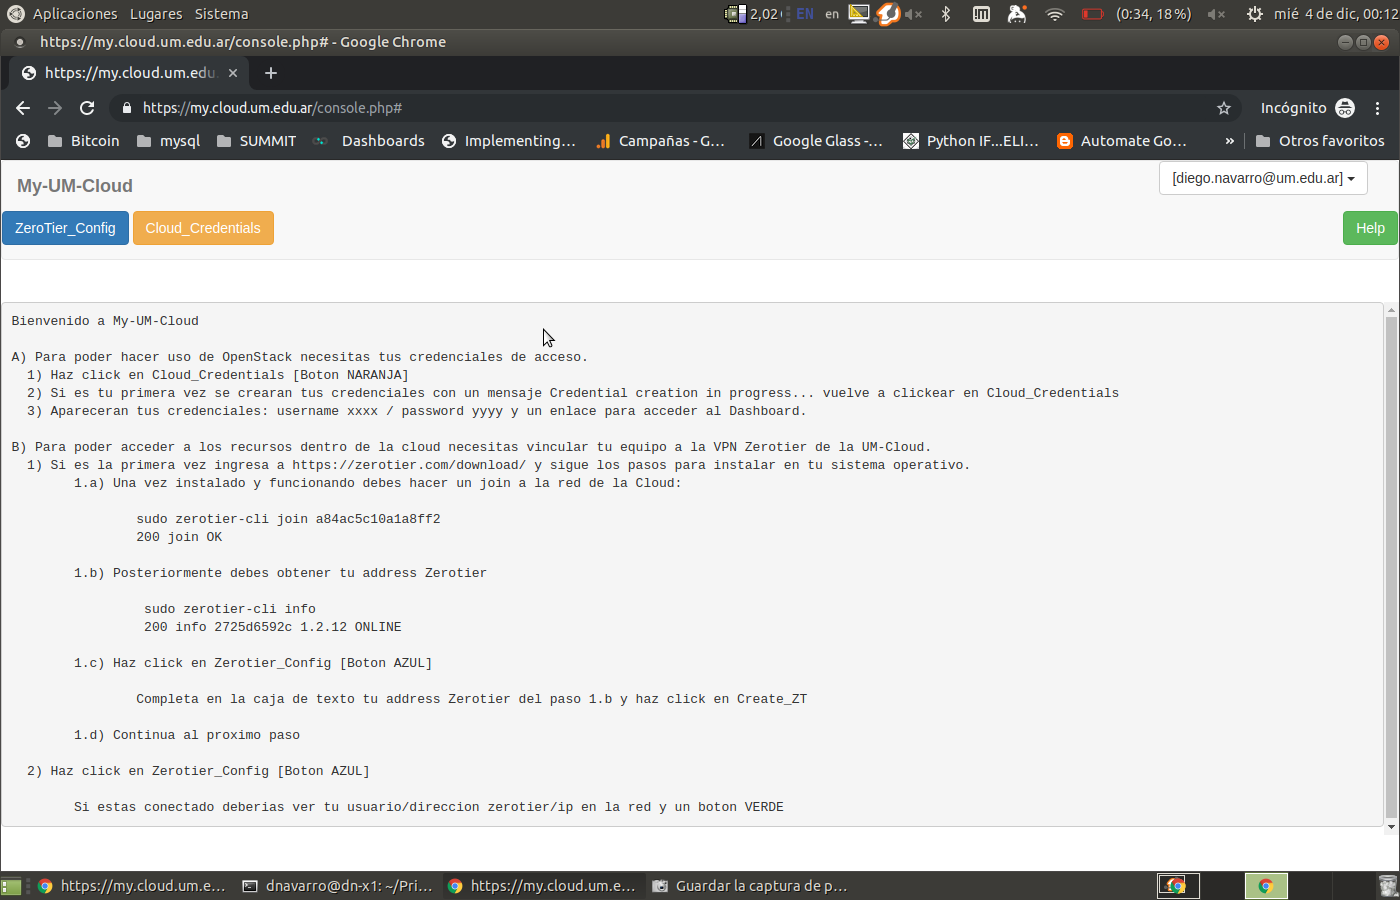 Aplicaciones Lugares Sistema
2,02 EN en (0:34, 18%) mié 4 de dic, 00:12
https://my.cloud.um.edu.ar/console.php# - Google Chrome
https://my.cloud.um.edu
https://my.cloud.um.edu.ar/console.php#
Incógnito
Bitcoin mysql SUMMIT Dashboards Implementing... Campañas - G... Google Glass -... Python IF...ELI... Automate Go... » Otros favoritos
My-UM-Cloud
[diego.navarro@um.edu.ar]
ZeroTier_Config Cloud_Credentials Help
Bienvenido a My-UM-Cloud
A) Para poder hacer uso de OpenStack necesitas tus credenciales de acceso.
1) Haz click en Cloud_Credentials [Boton NARANJA]
2) Si es tu primera vez se crearan tus credenciales con un mensaje Credential creation in progress... vuelve a clickear en Cloud_Credentials
3) Apareceran tus credenciales: username xxxx / password yyyy y un enlace para acceder al Dashboard.
B) Para poder acceder a los recursos dentro de la cloud necesitas vincular tu equipo a la VPN Zerotier de la UM-Cloud.
1) Si es la primera vez ingresa a https://zerotier.com/download/ y sigue los pasos para instalar en tu sistema operativo.
1.a) Una vez instalado y funcionando debes hacer un join a la red de la Cloud:
sudo zerotier-cli join a84ac5c10a1a8ff2
200 join OK
1.b) Posteriormente debes obtener tu address Zerotier
sudo zerotier-cli info
200 info 2725d6592c 1.2.12 ONLINE
1.c) Haz click en Zerotier_Config [Boton AZUL]
Completa en la caja de texto tu address Zerotier del paso 1.b y haz click en Create_ZT
1.d) Continua al proximo paso
2) Haz click en Zerotier_Config [Boton AZUL]
Si estas conectado deberias ver tu usuario/direccion zerotier/ip en la red y un boton VERDE
https://my.cloud.um.e... dnavarro@dn-x1: ~/Pri... https://my.cloud.um.e... Guardar la captura de p...